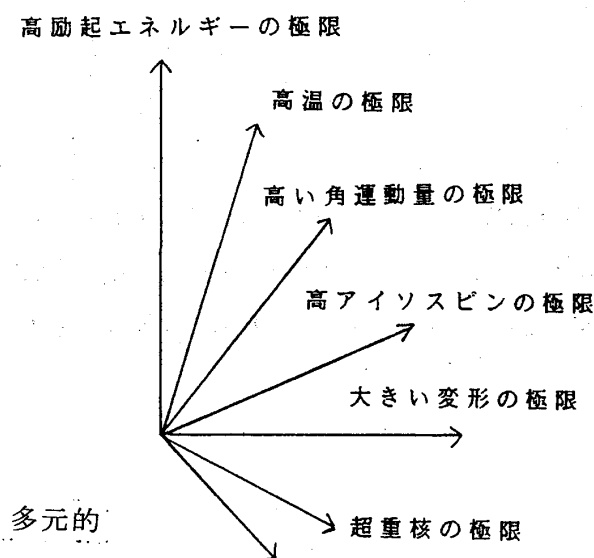 高励起エネルギーの極限
高温の極限
高い角運動量の極限
高アイソスピンの極限
大きい変形の極限
多元的
超重核の極限